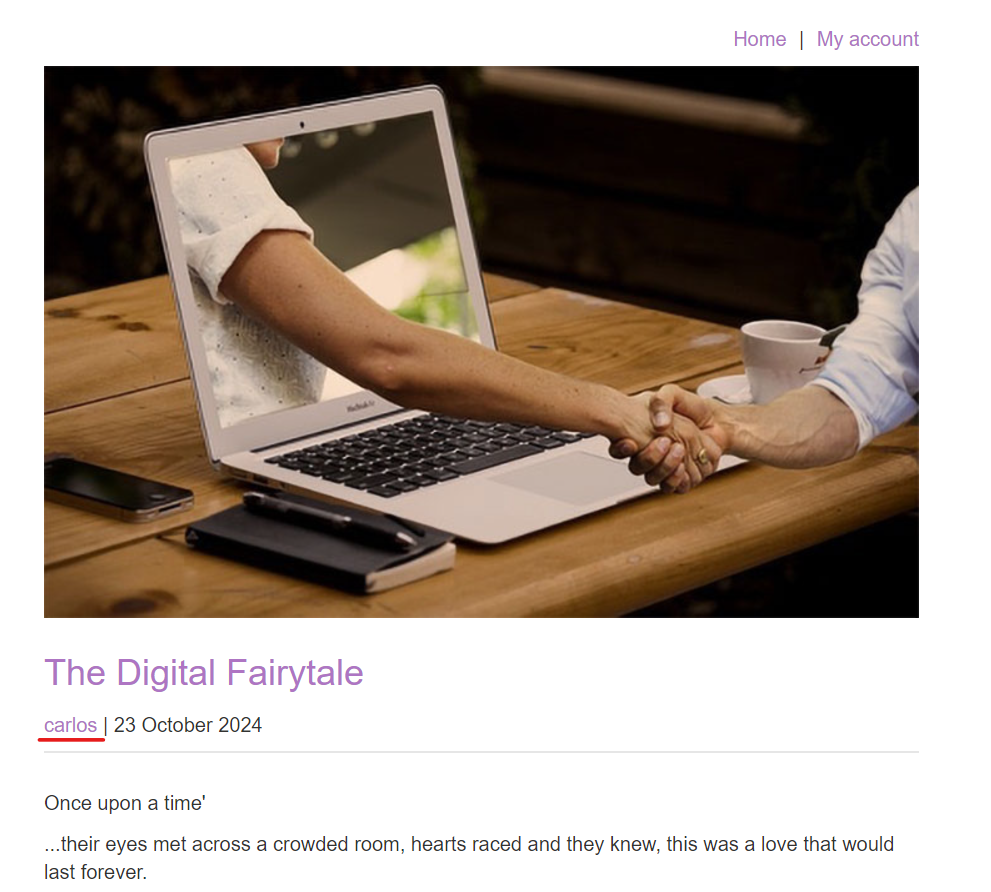 Home | My account
MacBook Air
The Digital Fairytale
carlos | 23 October 2024
Once upon a time'
...their eyes met across a crowded room, hearts raced and they knew, this was a love that would
last forever.